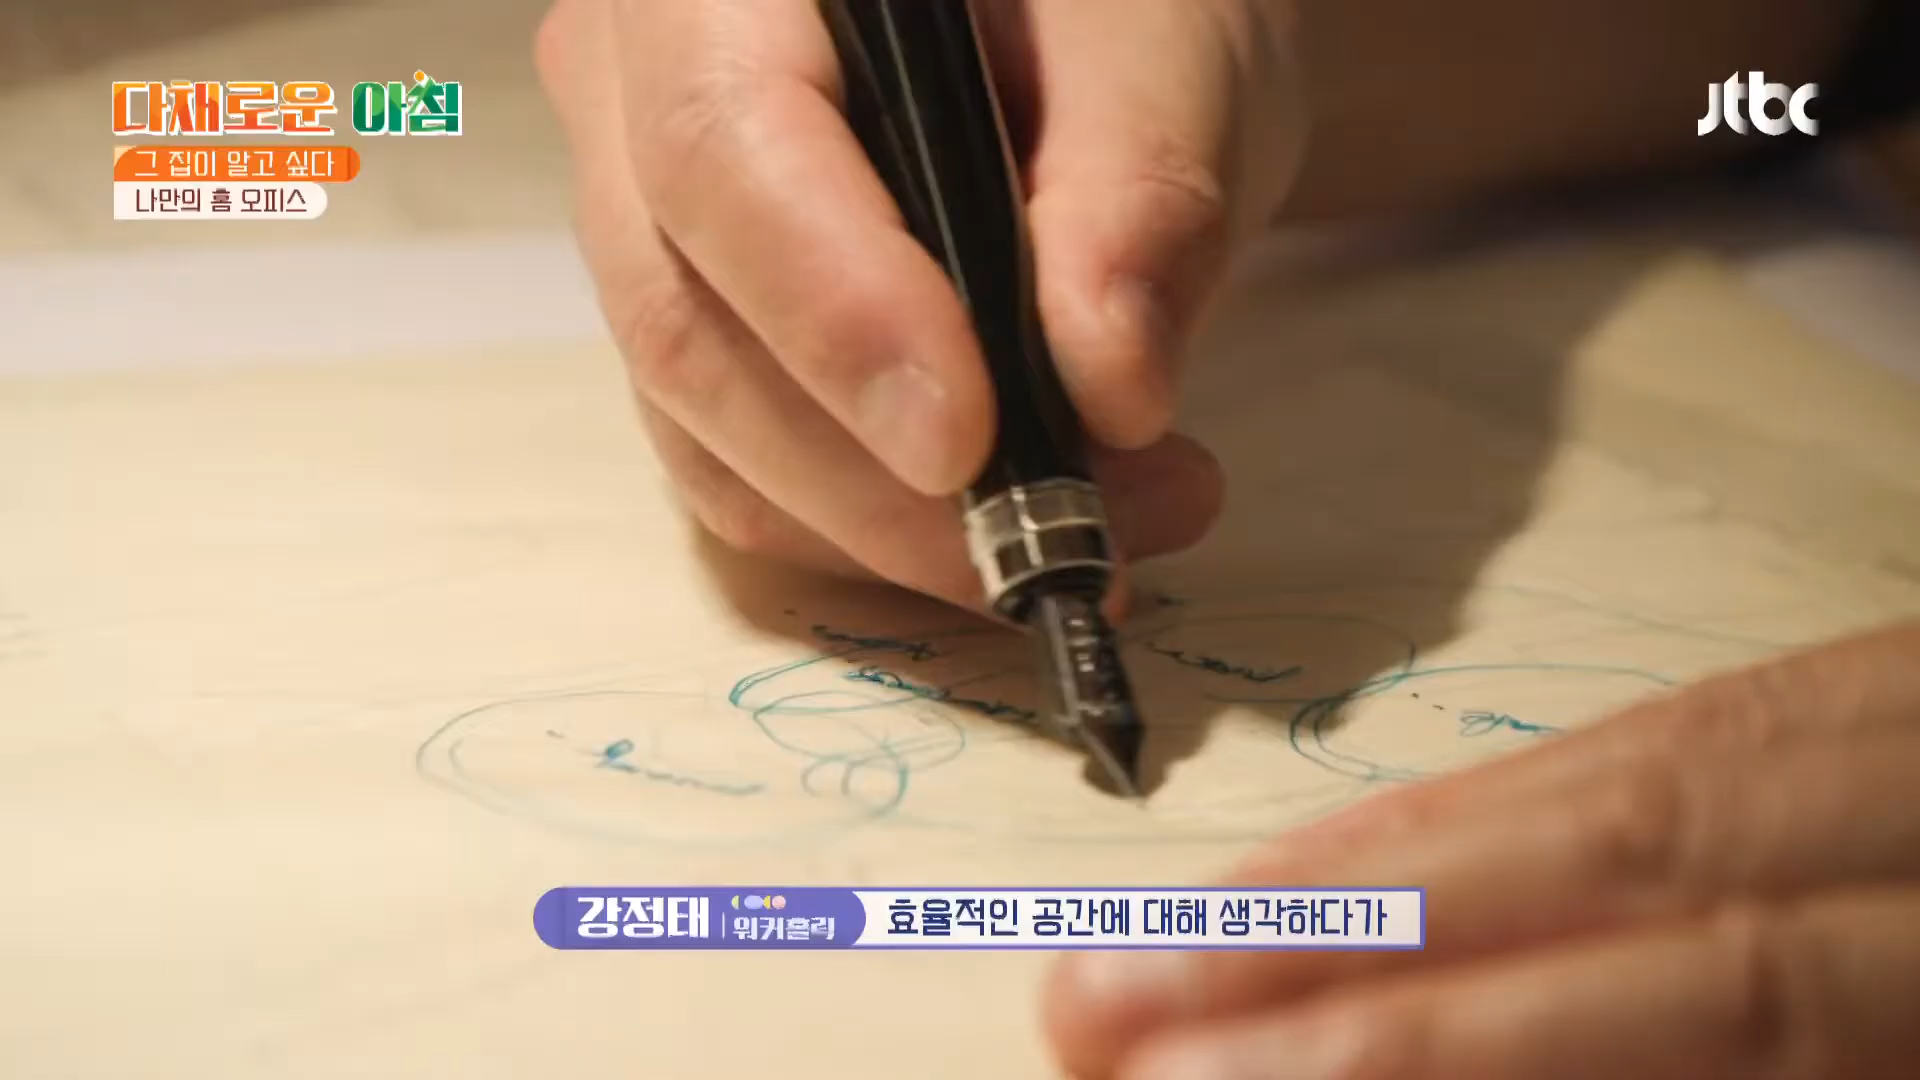 다채로운 아침
jtbc
그 집이 알고 싶다
나만의 홈 오피스
강정태 워커홀릭 효율적인 공간에 대해 생각하다가